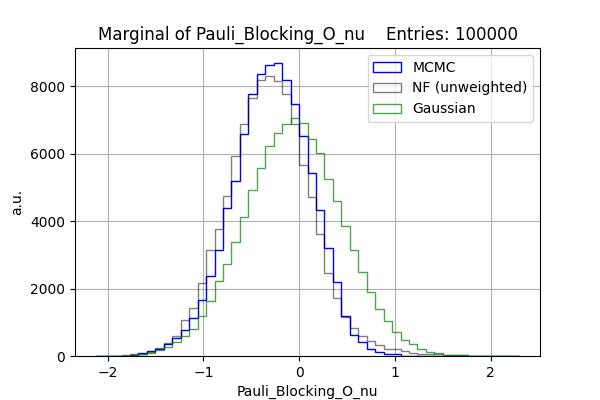 Marginal of Pauli_Blocking_O_nu    Entries: 100000
MCMC
NF (unweighted)
Gaussian
8000
6000
4000
2000
0
a.u.
−2
−1
0
1
2
Pauli_Blocking_O_nu